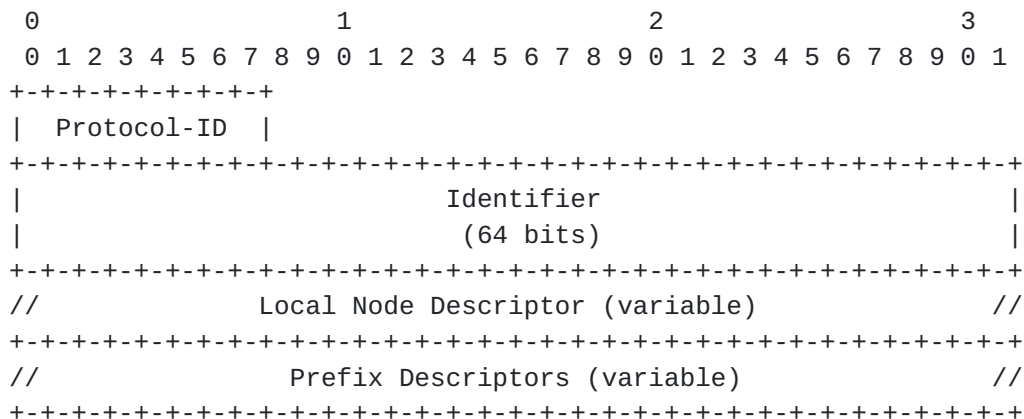 0                   1                   2                   3
 0 1 2 3 4 5 6 7 8 9 0 1 2 3 4 5 6 7 8 9 0 1 2 3 4 5 6 7 8 9 0 1
+-+-+-+-+-+-+-+-+
|  Protocol-ID  |
+-+-+-+-+-+-+-+-+-+-+-+-+-+-+-+-+-+-+-+-+-+-+-+-+-+-+-+-+-+-+-+-+
|                           Identifier                          |
|                            (64 bits)                          |
+-+-+-+-+-+-+-+-+-+-+-+-+-+-+-+-+-+-+-+-+-+-+-+-+-+-+-+-+-+-+-+-+
//              Local Node Descriptor (variable)               //
+-+-+-+-+-+-+-+-+-+-+-+-+-+-+-+-+-+-+-+-+-+-+-+-+-+-+-+-+-+-+-+-+
//                Prefix Descriptors (variable)                //
+-+-+-+-+-+-+-+-+-+-+-+-+-+-+-+-+-+-+-+-+-+-+-+-+-+-+-+-+-+-+-+-+